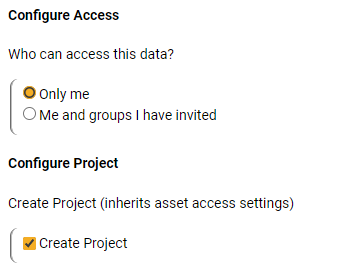 Configure Access
Who can access this data?
Only me
Me and groups I have invited
Configure Project
Create Project (inherits asset access settings)
Create Project